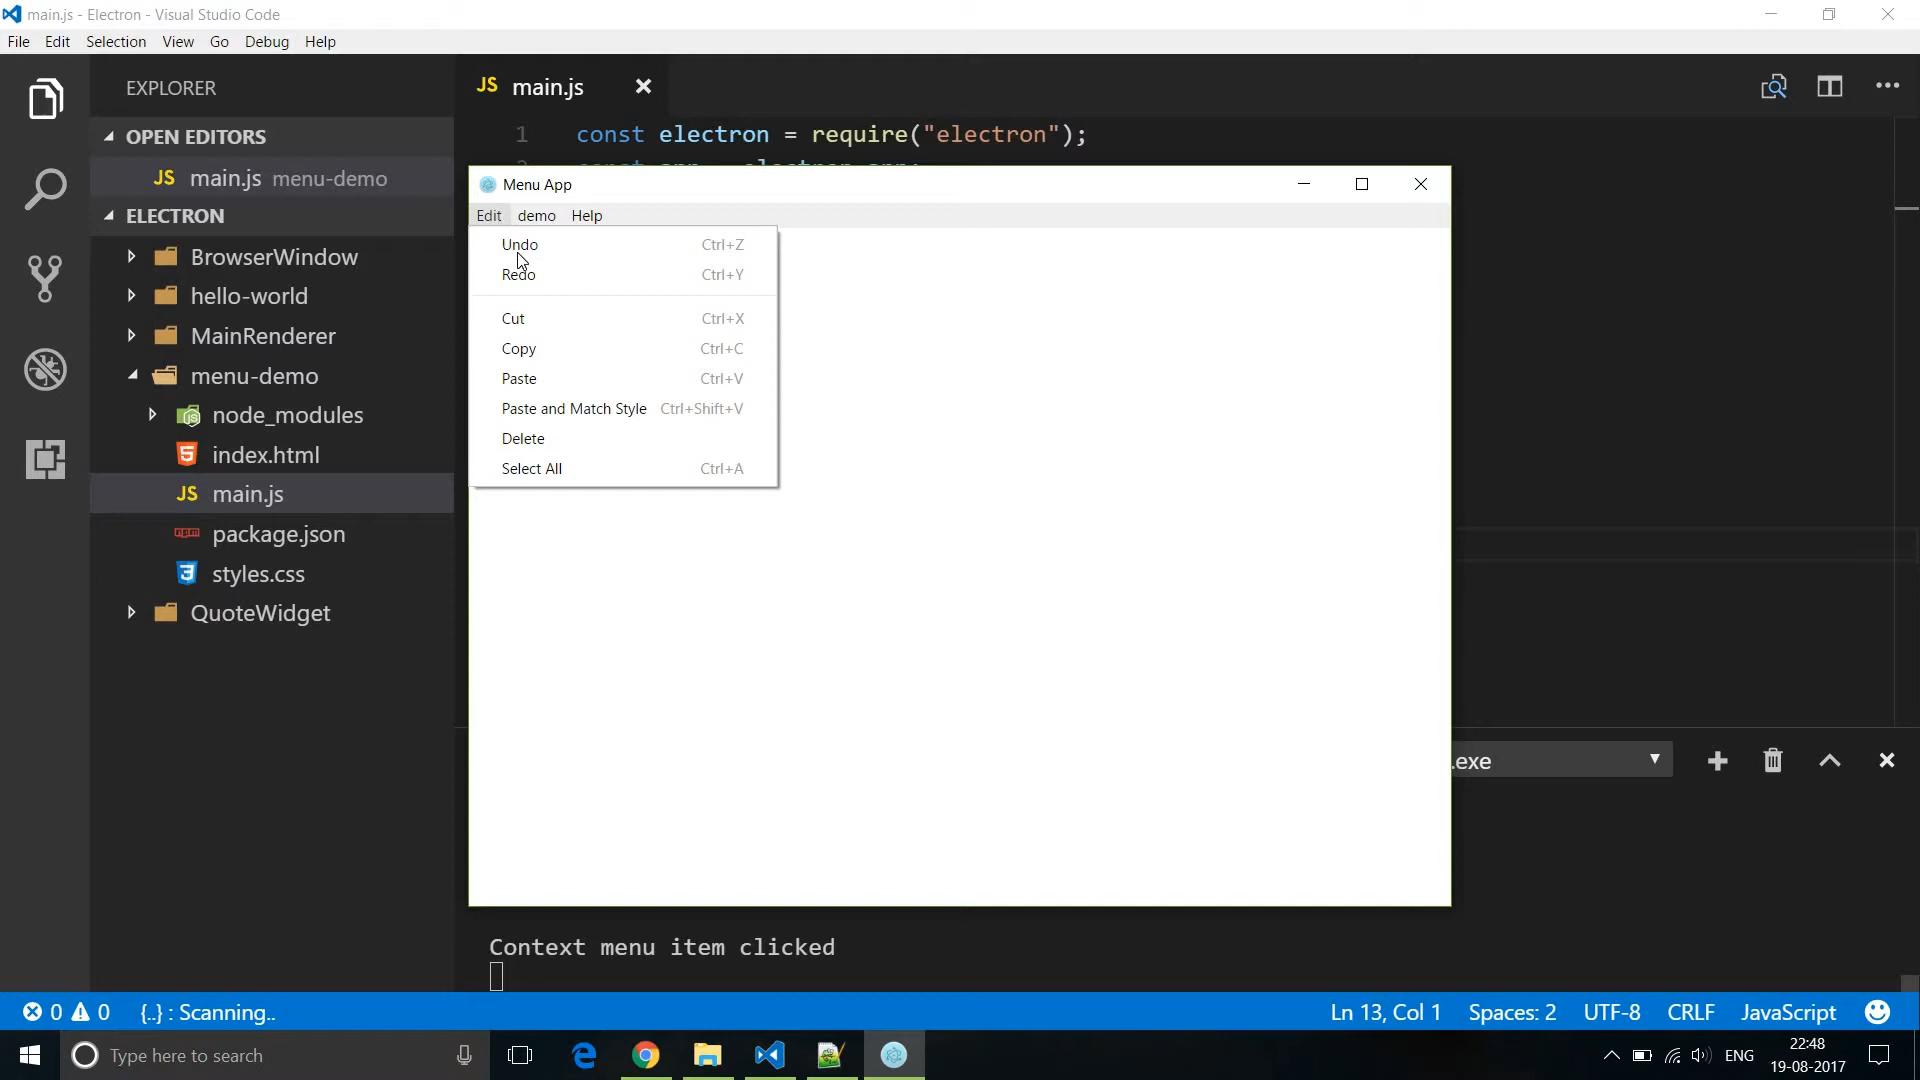 main.js - Electron - Visual Studio Code
File Edit Selection View Go Debug Help
EXPLORER
OPEN EDITORS
JS main.js menu-demo
ELECTRON
BrowserWindow
hello-world
MainRenderer
menu-demo
node_modules
index.html
JS main.js
package.json
styles.css
QuoteWidget
JS main.js
1 const electron = require("electron");
Menu App
Edit demo Help
Undo Ctrl+Z
Redo Ctrl+Y
Cut Ctrl+X
Copy Ctrl+C
Paste Ctrl+V
Paste and Match Style Ctrl+Shift+V
Delete
Select All Ctrl+A
.exe
Context menu item clicked
0 0 {..} : Scanning.. Ln 13, Col 1 Spaces: 2 UTF-8 CRLF JavaScript
Type here to search
ENG
22:48
19-08-2017